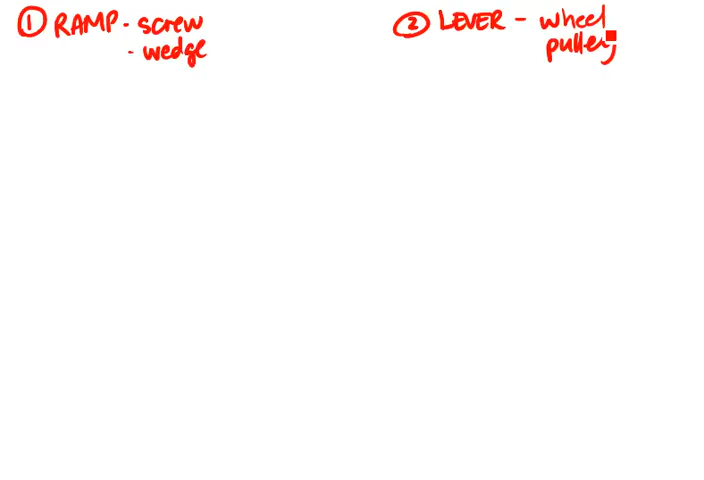 ① RAMP - screw
- wedge
② LEVER - wheel
pulley